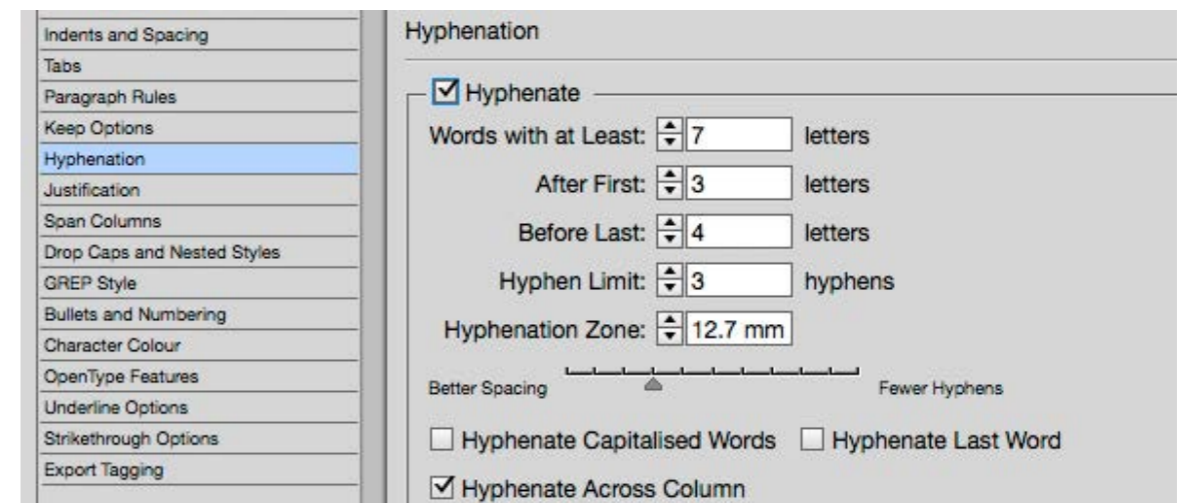 Indents and Spacing
Tabs
Paragraph Rules
Keep Options
Hyphenation
Justification
Span Columns
Drop Caps and Nested Styles
GREP Style
Bullets and Numbering
Character Colour
OpenType Features
Underline Options
Strikethrough Options
Export Tagging
Hyphenation
Hyphenate
Words with at Least: 7 letters
After First: 3 letters
Before Last: 4 letters
Hyphen Limit: 3 hyphens
Hyphenation Zone: 12.7 mm
Better Spacing Fewer Hyphens
Hyphenate Capitalised Words Hyphenate Last Word
Hyphenate Across Column